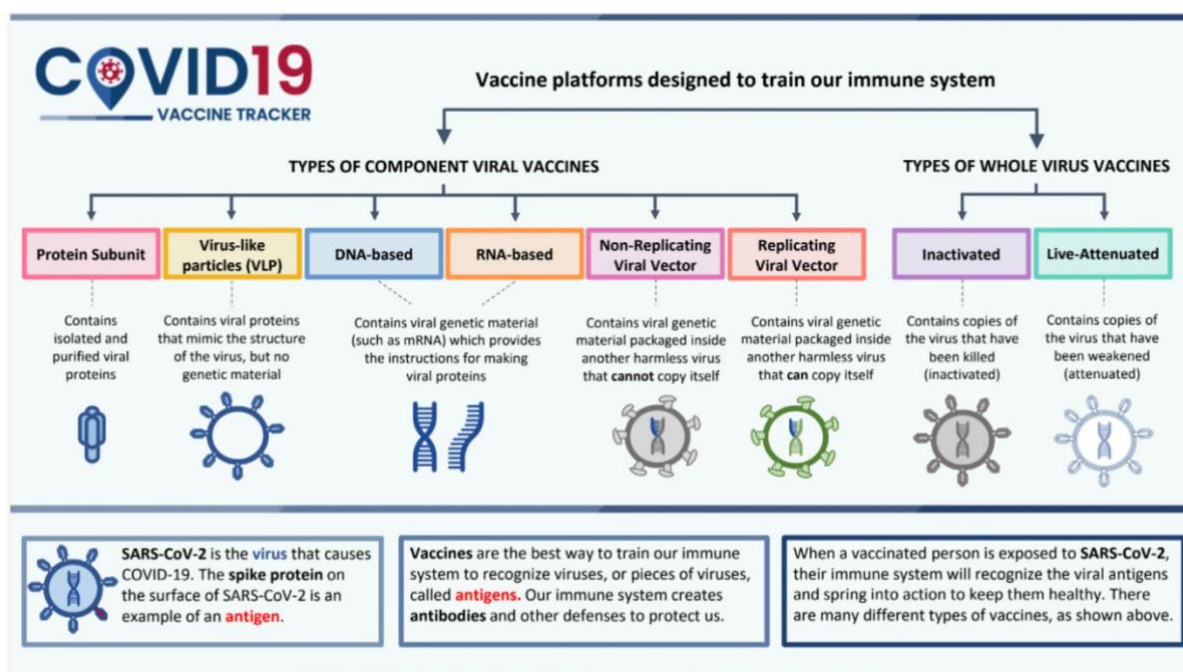 COVID19
VACCINE TRACKER
Vaccine platforms designed to train our immune system
TYPES OF COMPONENT VIRAL VACCINES
TYPES OF WHOLE VIRUS VACCINES
Protein Subunit
Virus-like
particles (VLP)
DNA-based
RNA-based
Non-Replicating
Viral Vector
Replicating
Viral Vector
Inactivated
Live-Attenuated
Contains
isolated and
purified viral
proteins
Contains viral proteins
that mimic the structure
of the virus, but no
genetic material
Contains viral genetic material
(such as mRNA) which provides
the instructions for making
viral proteins
Contains viral genetic
material packaged inside
another harmless virus
that cannot copy itself
Contains viral genetic
material packaged inside
another harmless virus
that can copy itself
Contains copies of
the virus that have
been killed
(inactivated)
Contains copies of
the virus that have
been weakened
(attenuated)
SARS-CoV-2 is the virus that causes
COVID-19. The spike protein on
the surface of SARS-CoV-2 is an
example of an antigen.
Vaccines are the best way to train our immune
system to recognize viruses, or pieces of viruses,
called antigens. Our immune system creates
antibodies and other defenses to protect us.
When a vaccinated person is exposed to SARS-CoV-2,
their immune system will recognize the viral antigens
and spring into action to keep them healthy. There
are many different types of vaccines, as shown above.